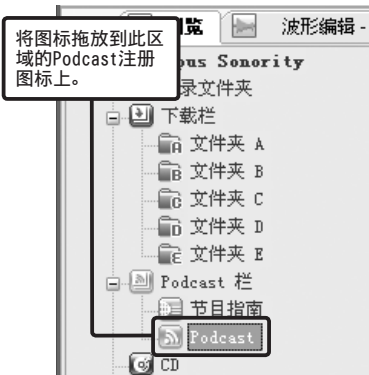 将图标拖放到此区
域的Podcast注册
图标上。
览
波形编辑 -
pus Sonority
录文件夹
下载栏
文件夹 A
文件夹 B
文件夹 C
文件夹 D
文件夹 E
Podcast 栏
节目指南
Podcast
CD